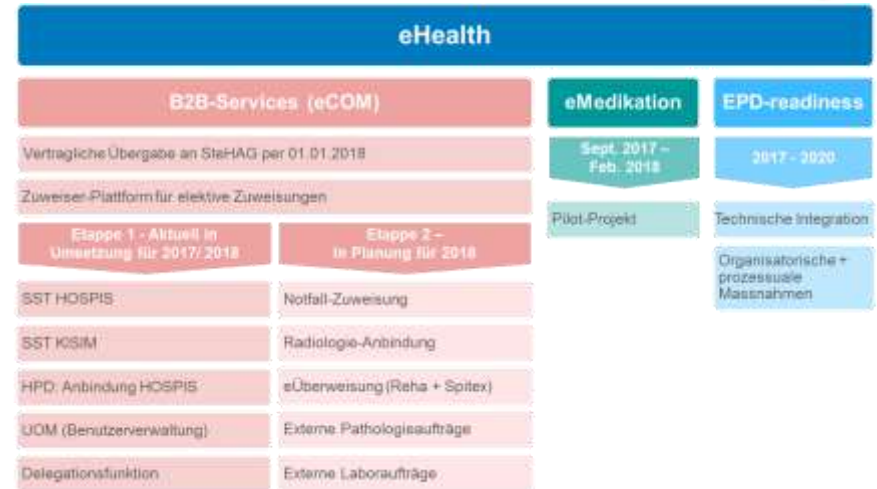 eHealth
B2B-Services (eCOM)
Vertragliche Übergabe an SteHAG per 01.01.2018
Zuweiser-Plattform für elektive Zuweisungen
Etappe 1 - Aktuell in
Umsetzung für 2017/ 2018
SST HOSPIS
SST KISIM
HPD: Anbindung HOSPIS
UOM (Benutzerverwaltung)
Delegationsfunktion
Etappe 2 –
In Planung für 2018
Notfall-Zuweisung
Radiologie-Anbindung
eÜberweisung (Reha + Spitex)
Externe Pathologieaufträge
Externe Laboraufträge
eMedikation
Sept. 2017 –
Feb. 2018
Pilot-Projekt
EPD-readiness
2017 - 2020
Technische Integration
Organisatorische +
prozessuale
Massnahmen